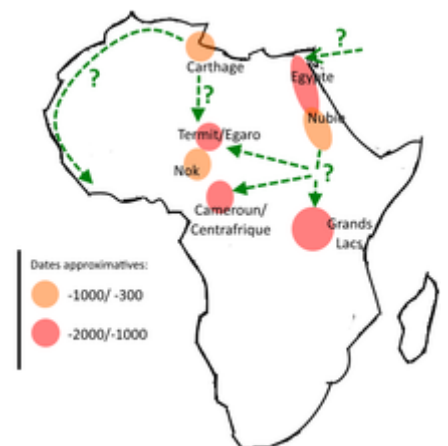 ?
?
Carthage
Egypte
?
Nubie
Termit/Egaro
Nok
?
Cameroun/
Centrafrique
Grands
Lacs
Dates approximatives:
-1000/ -300
-2000/-1000